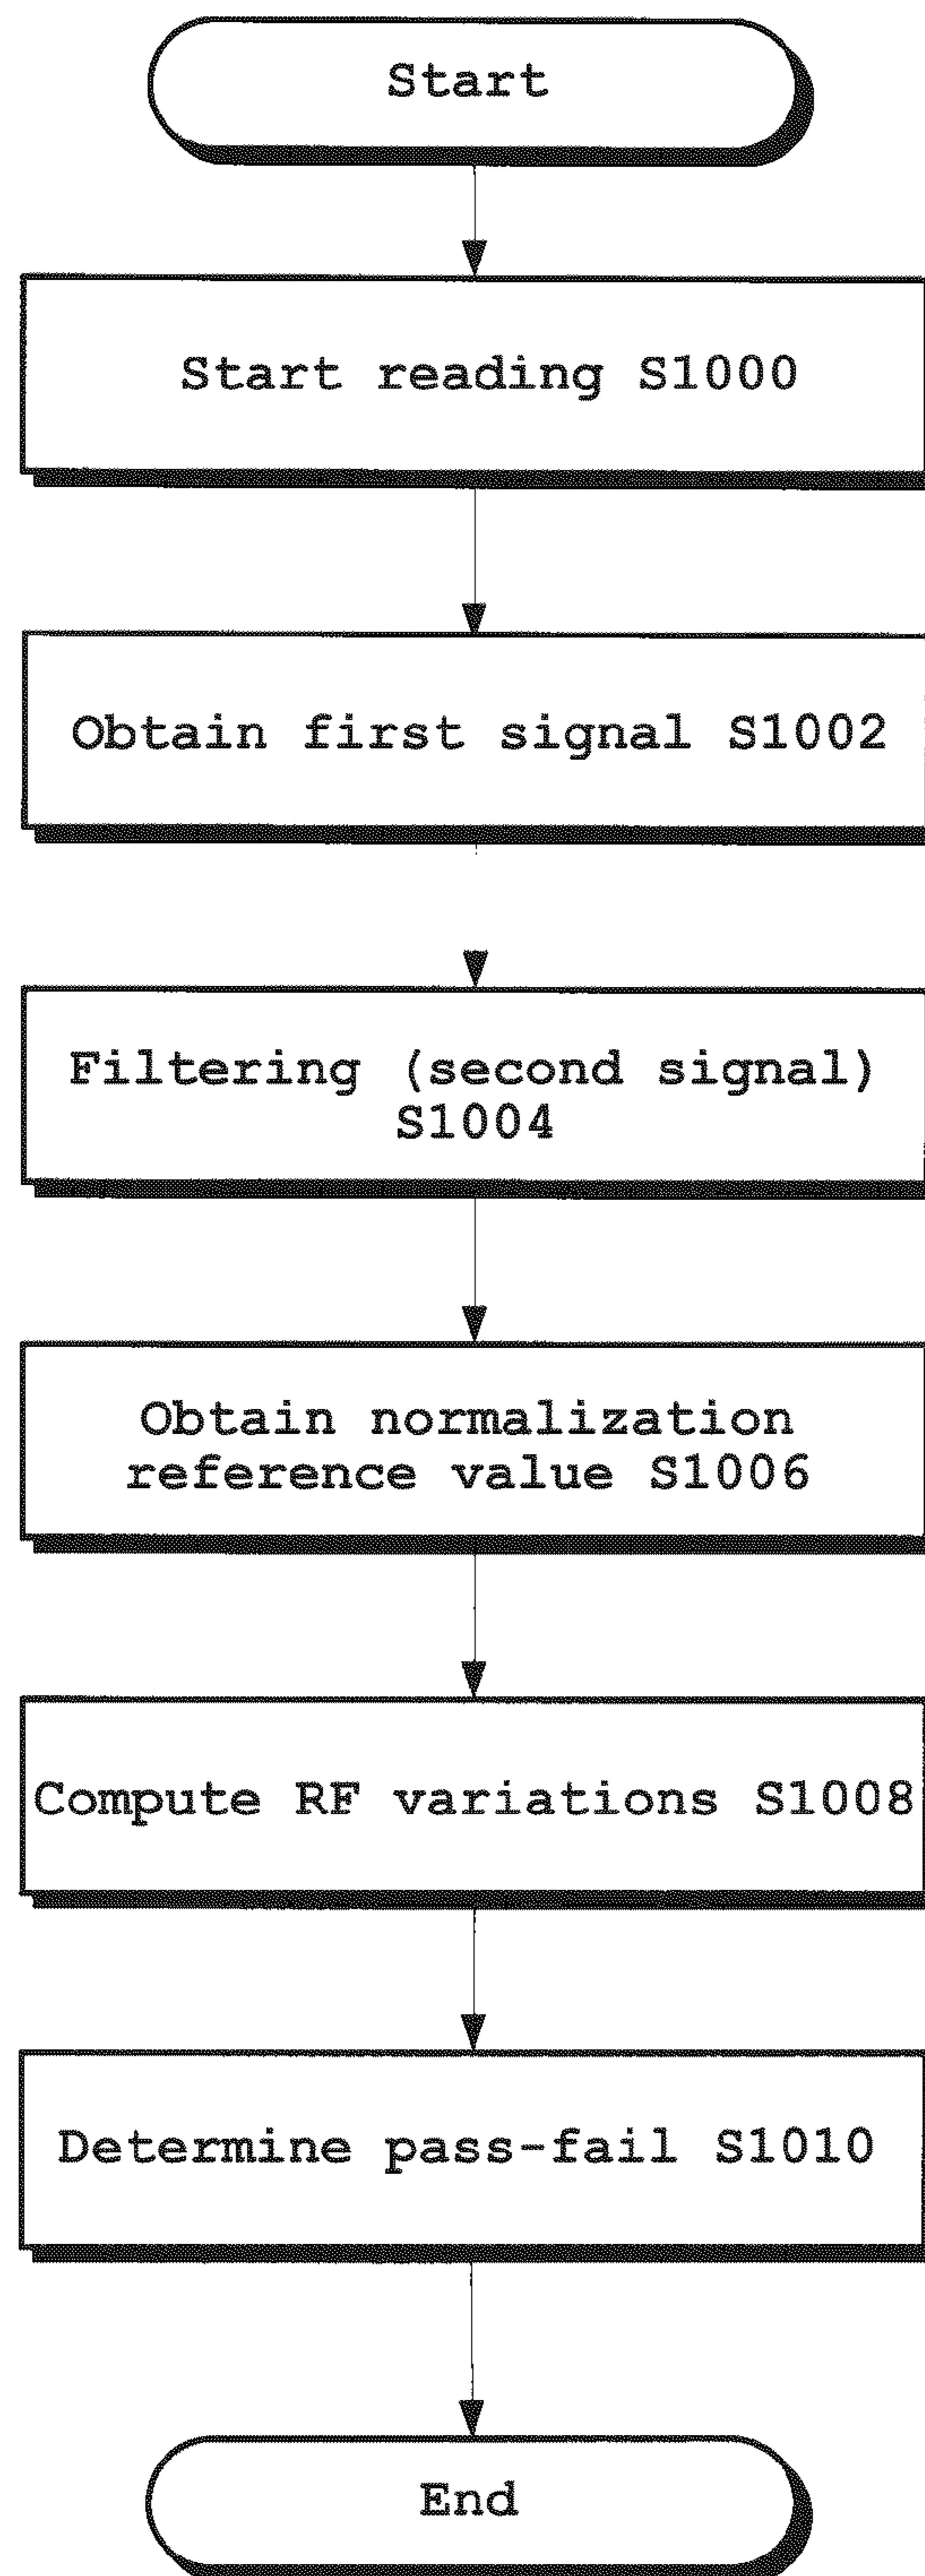 Start
Start reading S1000
Obtain first signal S1002
Filtering (second signal)
S1004
Obtain normalization
reference value S1006
Compute RF variations S1008
Determine pass-fail S1010
End